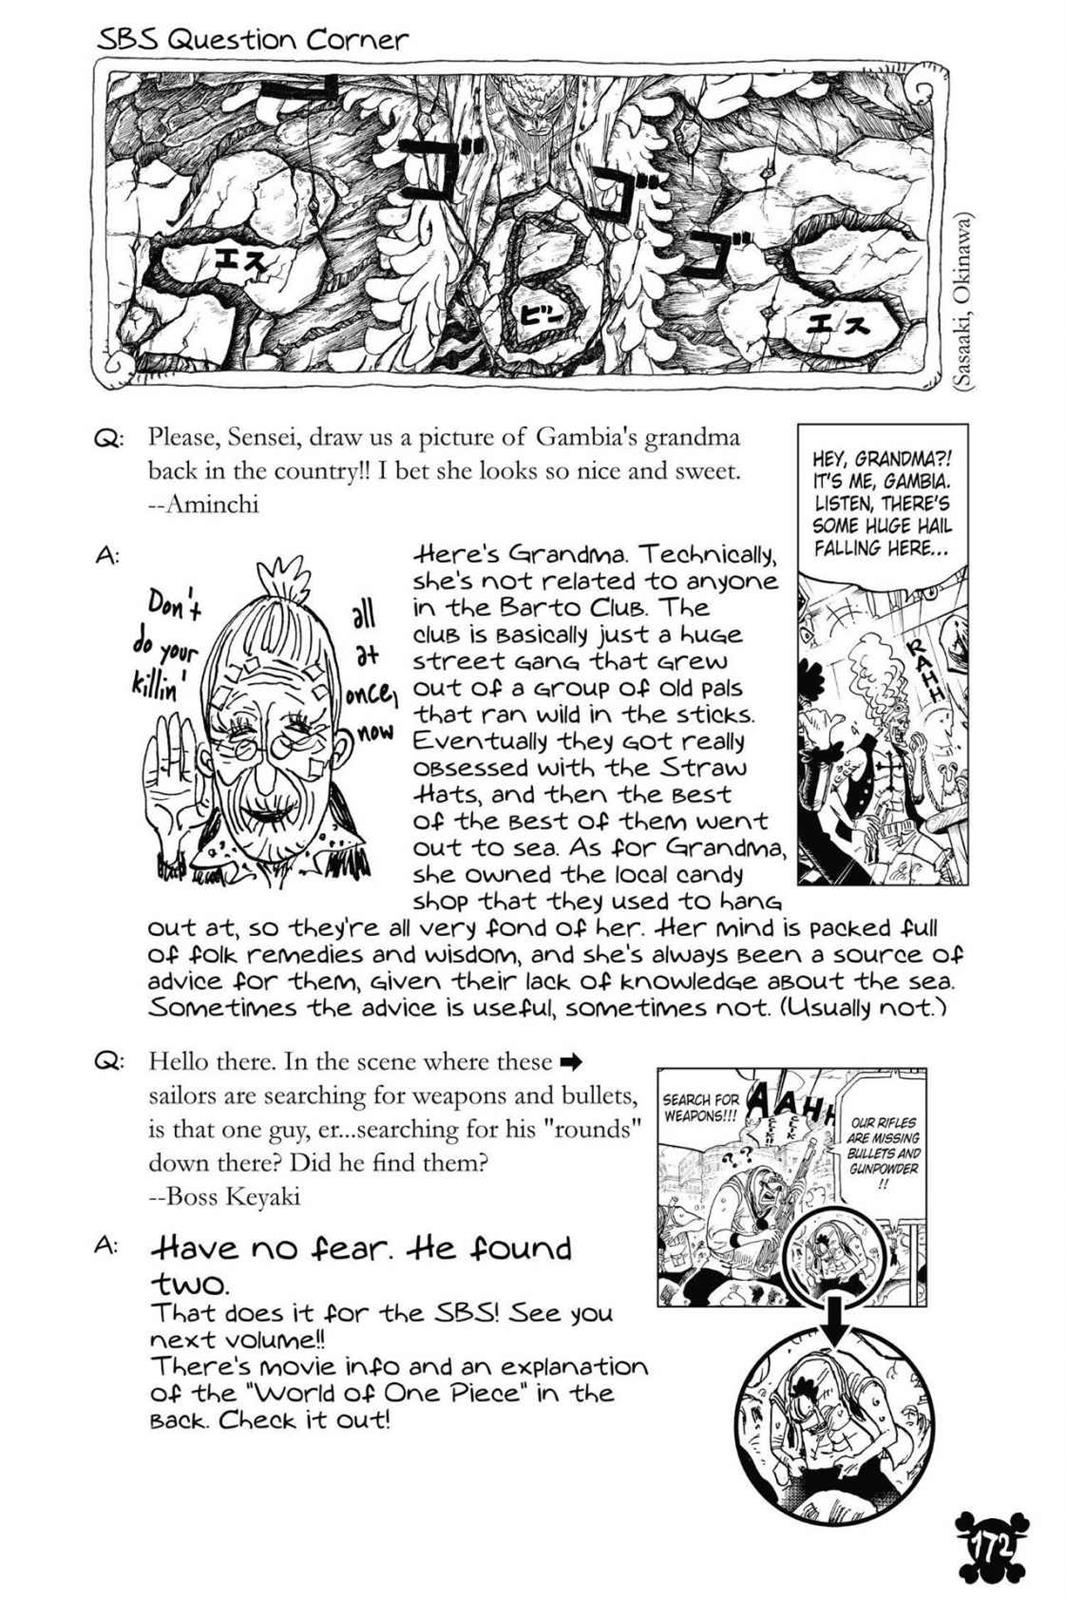 SBS Question Corner
ゴ
ゴ
ゴ
エス
ビー
エス
(Sasaaki, Okinawa)
Q: Please, Sensei, draw us a picture of Gambia's grandma
back in the country!! I bet she looks so nice and sweet.
--Aminchi
HEY, GRANDMA?!
IT'S ME, GAMBIA.
LISTEN, THERE'S
SOME HUGE HAIL
FALLING HERE...
RAHH
A:
Don't
do your
killin'
all
at
once,
now
Here's Grandma. Technically,
she's not related to anyone
in the Barto Club. The
club is basically just a huge
street gang that grew
out of a group of old pals
that ran wild in the sticks.
Eventually they got really
obsessed with the Straw
Hats, and then the best
of the best of them went
out to sea. As for Grandma,
she owned the local candy
shop that they used to hang
out at, so they're all very fond of her. Her mind is packed full
of folk remedies and wisdom, and she's always been a source of
advice for them, given their lack of knowledge about the sea.
Sometimes the advice is useful, sometimes not. (Usually not.)
Q: Hello there. In the scene where these ➡
sailors are searching for weapons and bullets,
is that one guy, er...searching for his "rounds"
down there? Did he find them?
--Boss Keyaki
SEARCH FOR
WEAPONS!!!
AAHH
CLIK!!
CLIK
??
OUR RIFLES
ARE MISSING
BULLETS AND
GUNPOWDER
!!
A: Have no fear. He found
two.
That does it for the SBS! See you
next volume!!
There's movie info and an explanation
of the "World of One Piece" in the
back. Check it out!
172